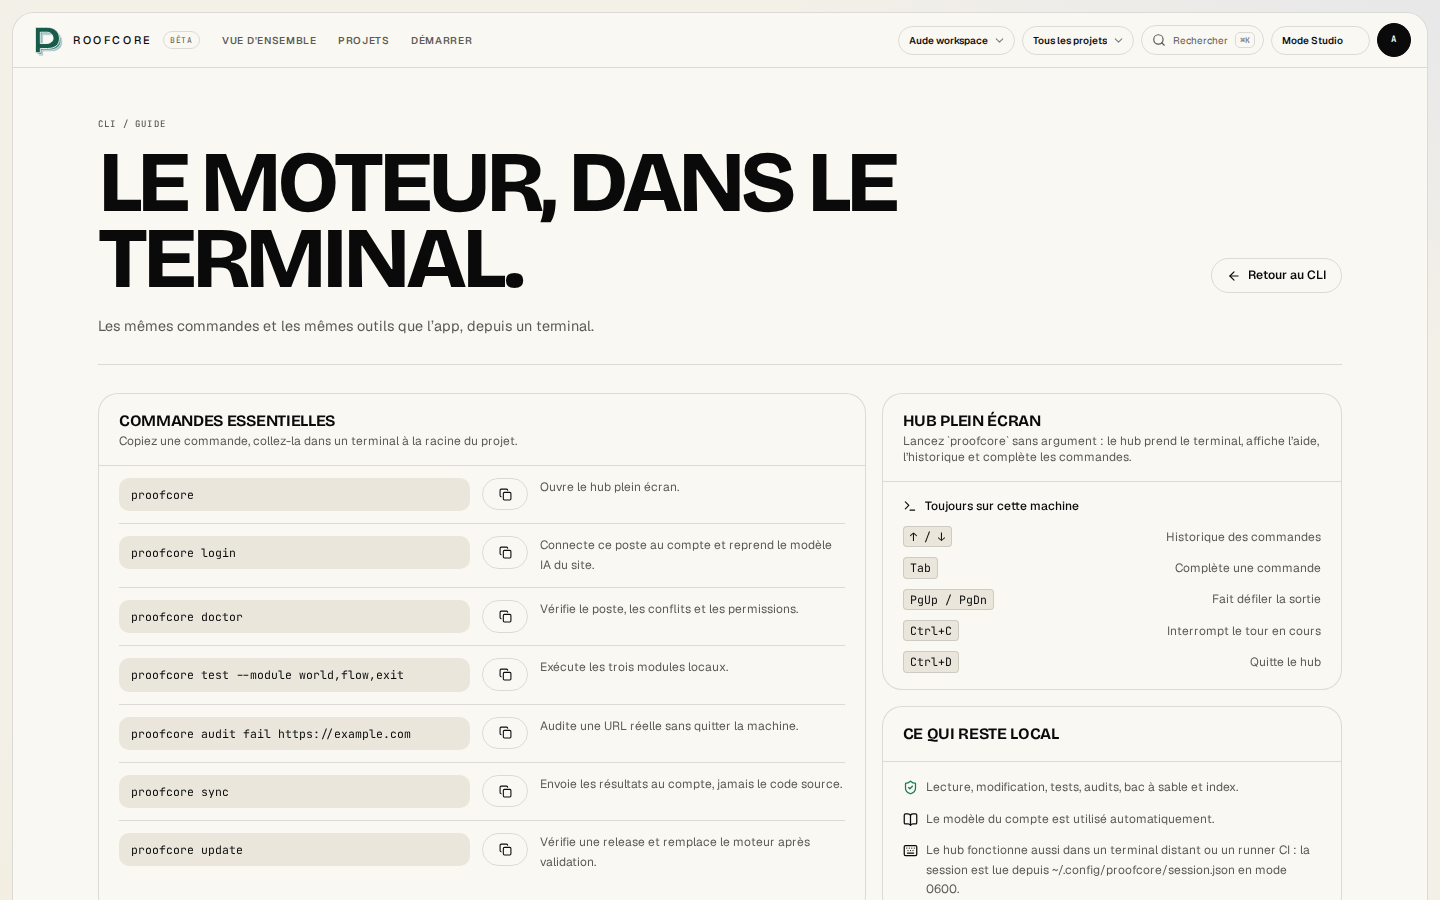 ROOFCORE
BÊTA
VUE D'ENSEMBLE
PROJETS
DÉMARRER
Aude workspace
Tous les projets
Rechercher
⌘K
Mode Studio
A
CLI / GUIDE
LE MOTEUR, DANS LE
TERMINAL.
Retour au CLI
Les mêmes commandes et les mêmes outils que l'app, depuis un terminal.
COMMANDES ESSENTIELLES
Copiez une commande, collez-la dans un terminal à la racine du projet.
proofcore
Ouvre le hub plein écran.
proofcore login
Connecte ce poste au compte et reprend le modèle
IA du site.
proofcore doctor
Vérifie le poste, les conflits et les permissions.
proofcore test --module world,flow,exit
Exécute les trois modules locaux.
proofcore audit fail https://example.com
Audite une URL réelle sans quitter la machine.
proofcore sync
Envoie les résultats au compte, jamais le code source.
proofcore update
Vérifie une release et remplace le moteur après
validation.
HUB PLEIN ÉCRAN
Lancez `proofcore` sans argument : le hub prend le terminal, affiche l'aide,
l'historique et complète les commandes.
Toujours sur cette machine
↑ / ↓
Historique des commandes
Tab
Complète une commande
PgUp / PgDn
Fait défiler la sortie
Ctrl+C
Interrompt le tour en cours
Ctrl+D
Quitte le hub
CE QUI RESTE LOCAL
Lecture, modification, tests, audits, bac à sable et index.
Le modèle du compte est utilisé automatiquement.
Le hub fonctionne aussi dans un terminal distant ou un runner CI : la
session est lue depuis ~/.config/proofcore/session.json en mode
0600.